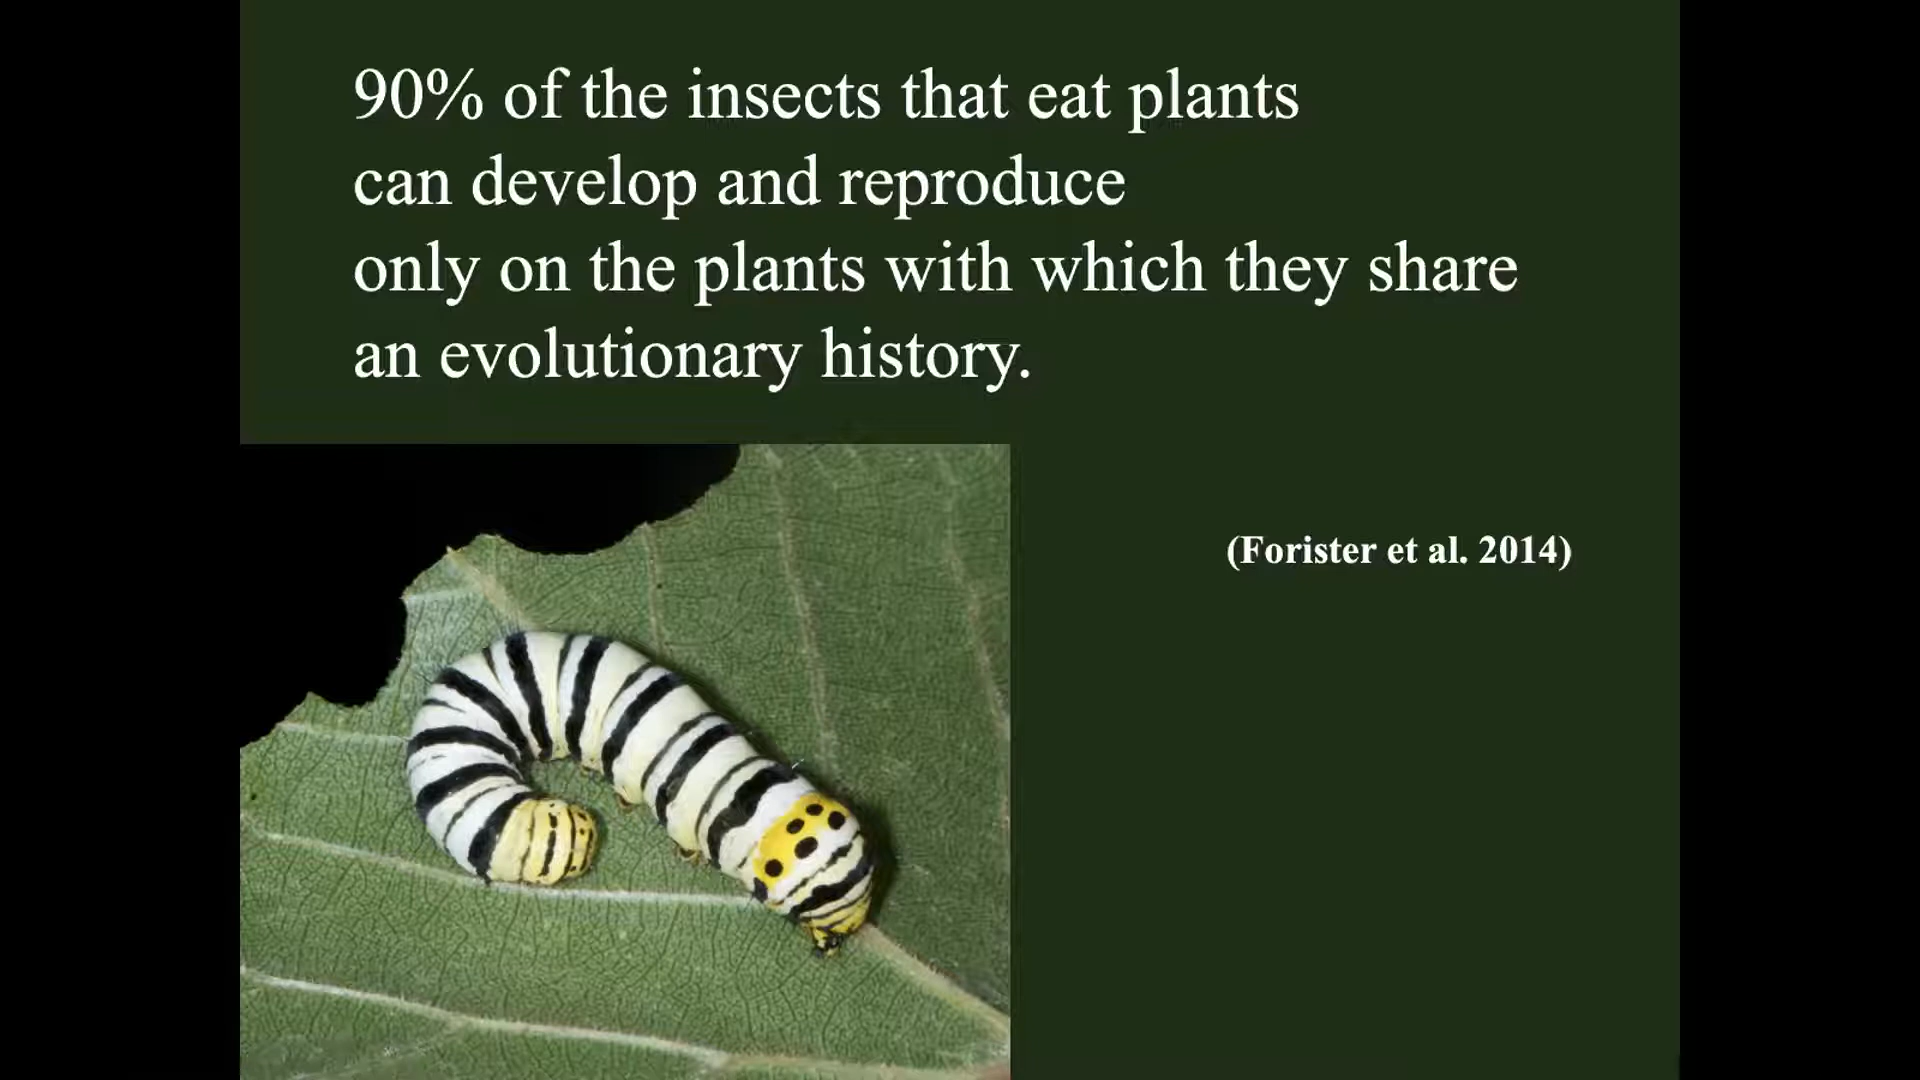 90% of the insects that eat plants
can develop and reproduce
only on the plants with which they share
an evolutionary history.
(Forister et al. 2014)